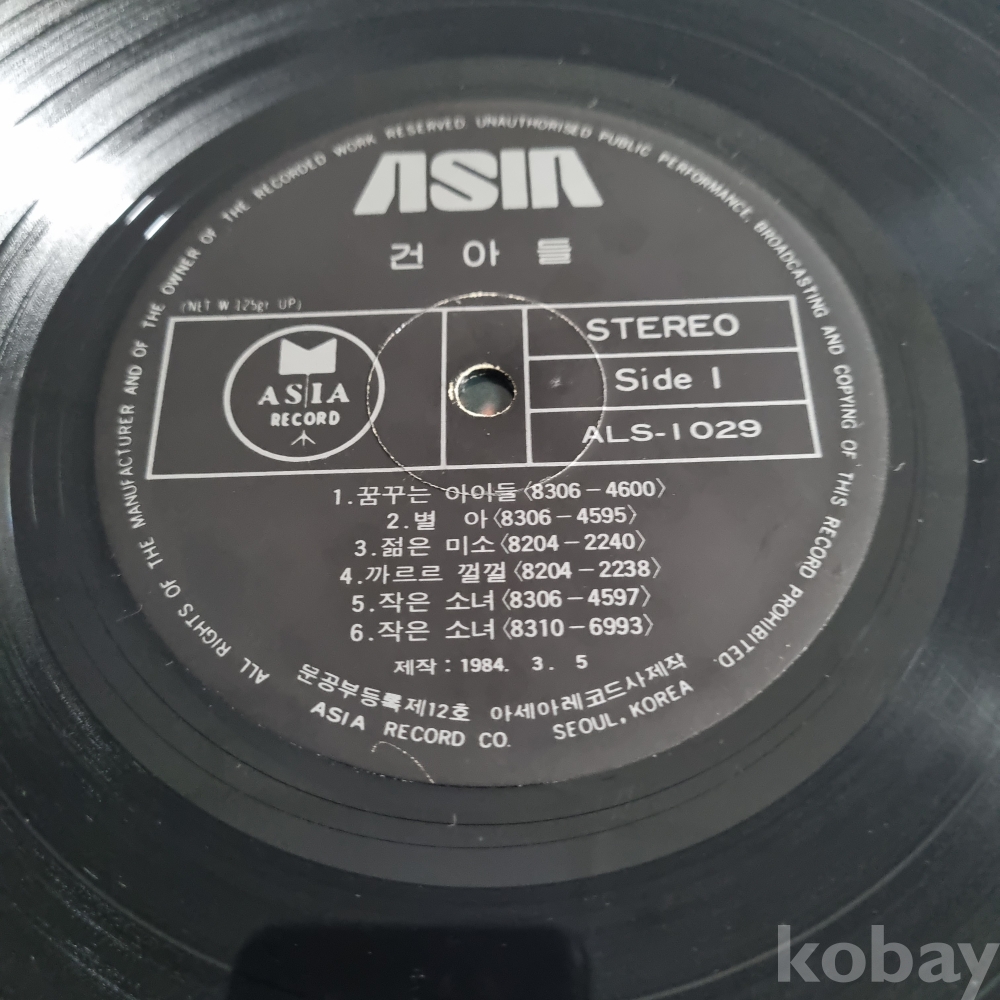 ALL RIGHTS OF THE MANUFACTURER AND OF THE OWNER OF THE RECORDED WORK RESERVED UNAUTHORISED PUBLIC PERFORMANCE, BROADCASTING AND COPYING OF THIS RECORD PROHIBITED
ASIA
건 아 들
(NET W 125gr UP)
ASIA
RECORD
STEREO
Side 1
ALS-1029
1.꿈꾸는 아이들〈8306-4600〉
2.별 아〈8306-4595〉
3.젊은 미소〈8204-2240〉
4.까르르 껄껄〈8204-2238〉
5.작은 소녀〈8306-4597〉
6.작은 소녀〈8310-6993〉
제작 : 1984. 3. 5
문공부등록제12호 아세아레코드사제작
ASIA RECORD CO. SEOUL, KOREA
kobay